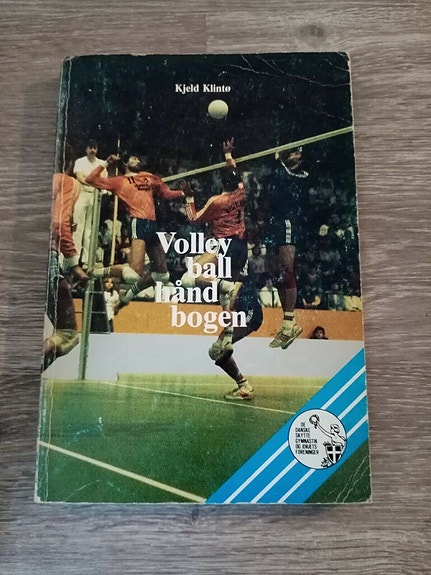 Kjeld Klintø
Volley
ball
hånd
bogen
DE
DANSKE
SKYTTE
GYMNASTIK
OG IDRÆTS
FORENINGER